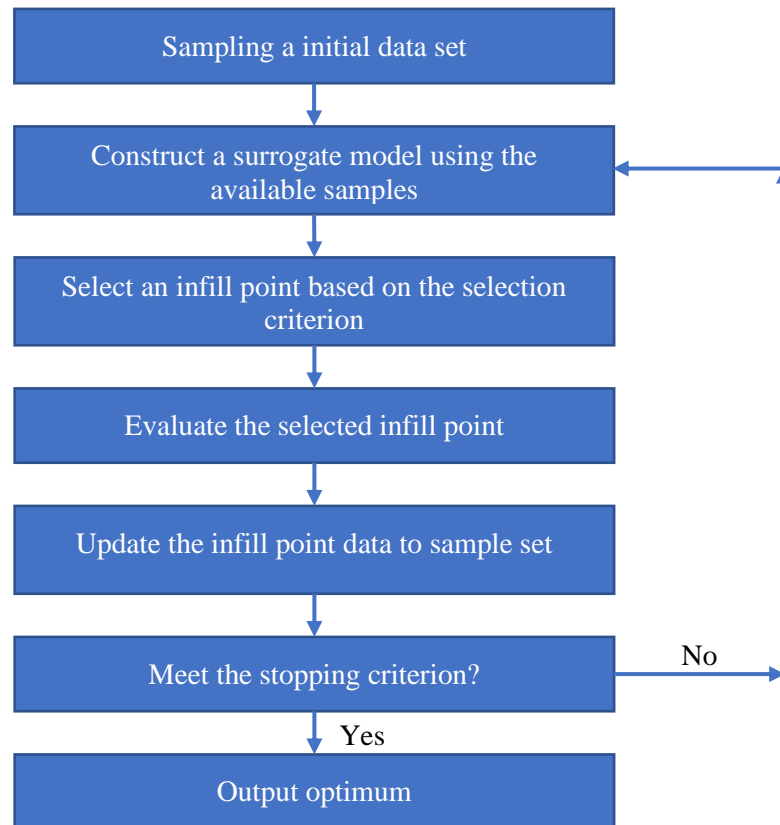 Sampling a initial data set
Construct a surrogate model using the
available samples
Select an infill point based on the selection
criterion
Evaluate the selected infill point
Update the infill point data to sample set
Meet the stopping criterion?
No
Yes
Output optimum